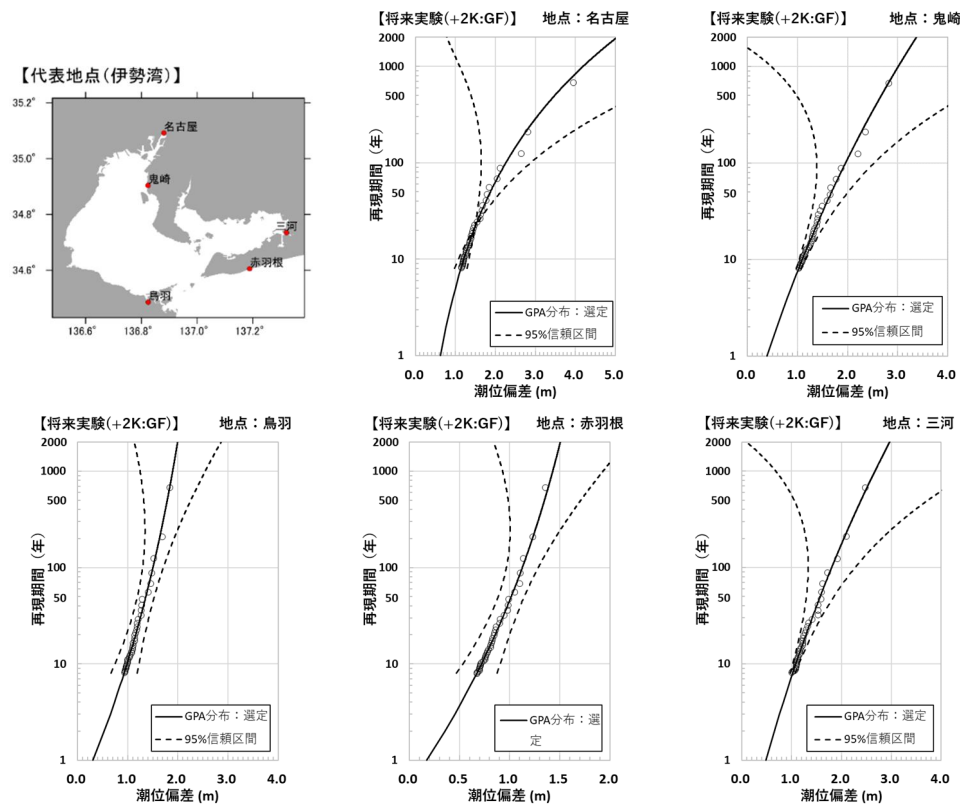 【代表地点(伊勢湾)】
35.2°
35.0°
34.8°
34.6°
136.6°
136.8°
137.0°
137.2°
名古屋
鬼崎
三河
赤羽根
鳥羽
【将来実験(+2K:GF)】 地点：名古屋
再現期間（年）
2000
1000
500
100
50
10
1
0.0 1.0 2.0 3.0 4.0 5.0
潮位偏差 (m)
GPA分布：選定
95%信頼区間
【将来実験(+2K:GF)】 地点：鬼崎
再現期間（年）
2000
1000
500
100
50
10
1
0.0 1.0 2.0 3.0 4.0
潮位偏差 (m)
GPA分布：選定
95%信頼区間
【将来実験(+2K:GF)】 地点：鳥羽
再現期間（年）
2000
1000
500
100
50
10
1
0.0 1.0 2.0 3.0 4.0
潮位偏差 (m)
GPA分布：選定
95%信頼区間
【将来実験(+2K:GF)】 地点：赤羽根
再現期間（年）
2000
1000
500
100
50
10
1
0.0 0.5 1.0 1.5 2.0
潮位偏差 (m)
GPA分布：選
定
【将来実験(+2K:GF)】 地点：三河
再現期間（年）
2000
1000
500
100
50
10
1
0.0 1.0 2.0 3.0 4.0
潮位偏差 (m)
GPA分布：選定
95%信頼区間